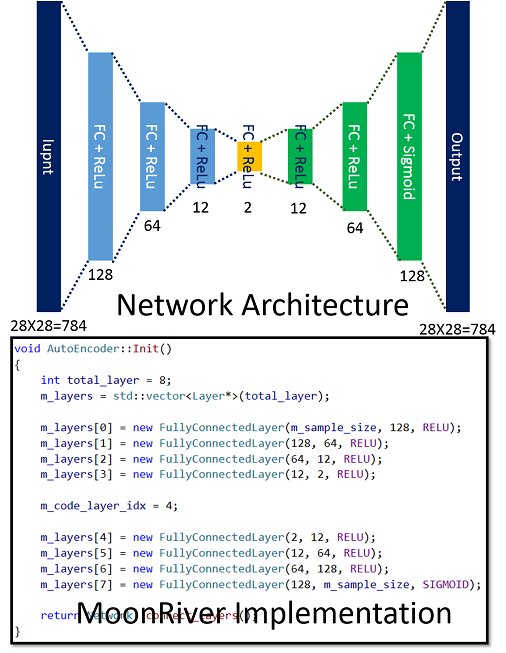 Iupnt
FC + ReLu
FC + ReLu
FC + ReLu
FC + ReLu
FC + ReLu
FC + ReLu
FC + Sigmoid
Output
128
64
12
2
12
64
128
Network Architecture
28X28=784
28X28=784
void AutoEncoder::Init()
{
int total_layer = 8;
m_layers = std::vector<Layer*>(total_layer);
m_layers[0] = new FullyConnectedLayer(m_sample_size, 128, RELU);
m_layers[1] = new FullyConnectedLayer(128, 64, RELU);
m_layers[2] = new FullyConnectedLayer(64, 12, RELU);
m_layers[3] = new FullyConnectedLayer(12, 2, RELU);
m_code_layer_idx = 4;
m_layers[4] = new FullyConnectedLayer(2, 12, RELU);
m_layers[5] = new FullyConnectedLayer(12, 64, RELU);
m_layers[6] = new FullyConnectedLayer(64, 128, RELU);
m_layers[7] = new FullyConnectedLayer(128, m_sample_size, SIGMOID);
return Network::connect_layers();
MoonRiver Implementation
}